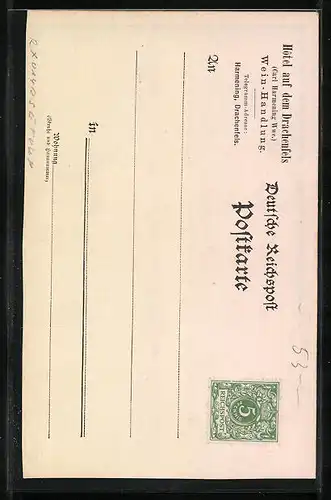 Hôtel auf dem Drachenfels
(Carl Harmening Wwe.)
Wein-Handlung.
Telegramm-Adresse:
Harmening, Drachenfels.
Deutsche Reichspost
Postkarte
An
in
Wohnung
(Straße und Hausnummer)
5
REICHSPOST
53—